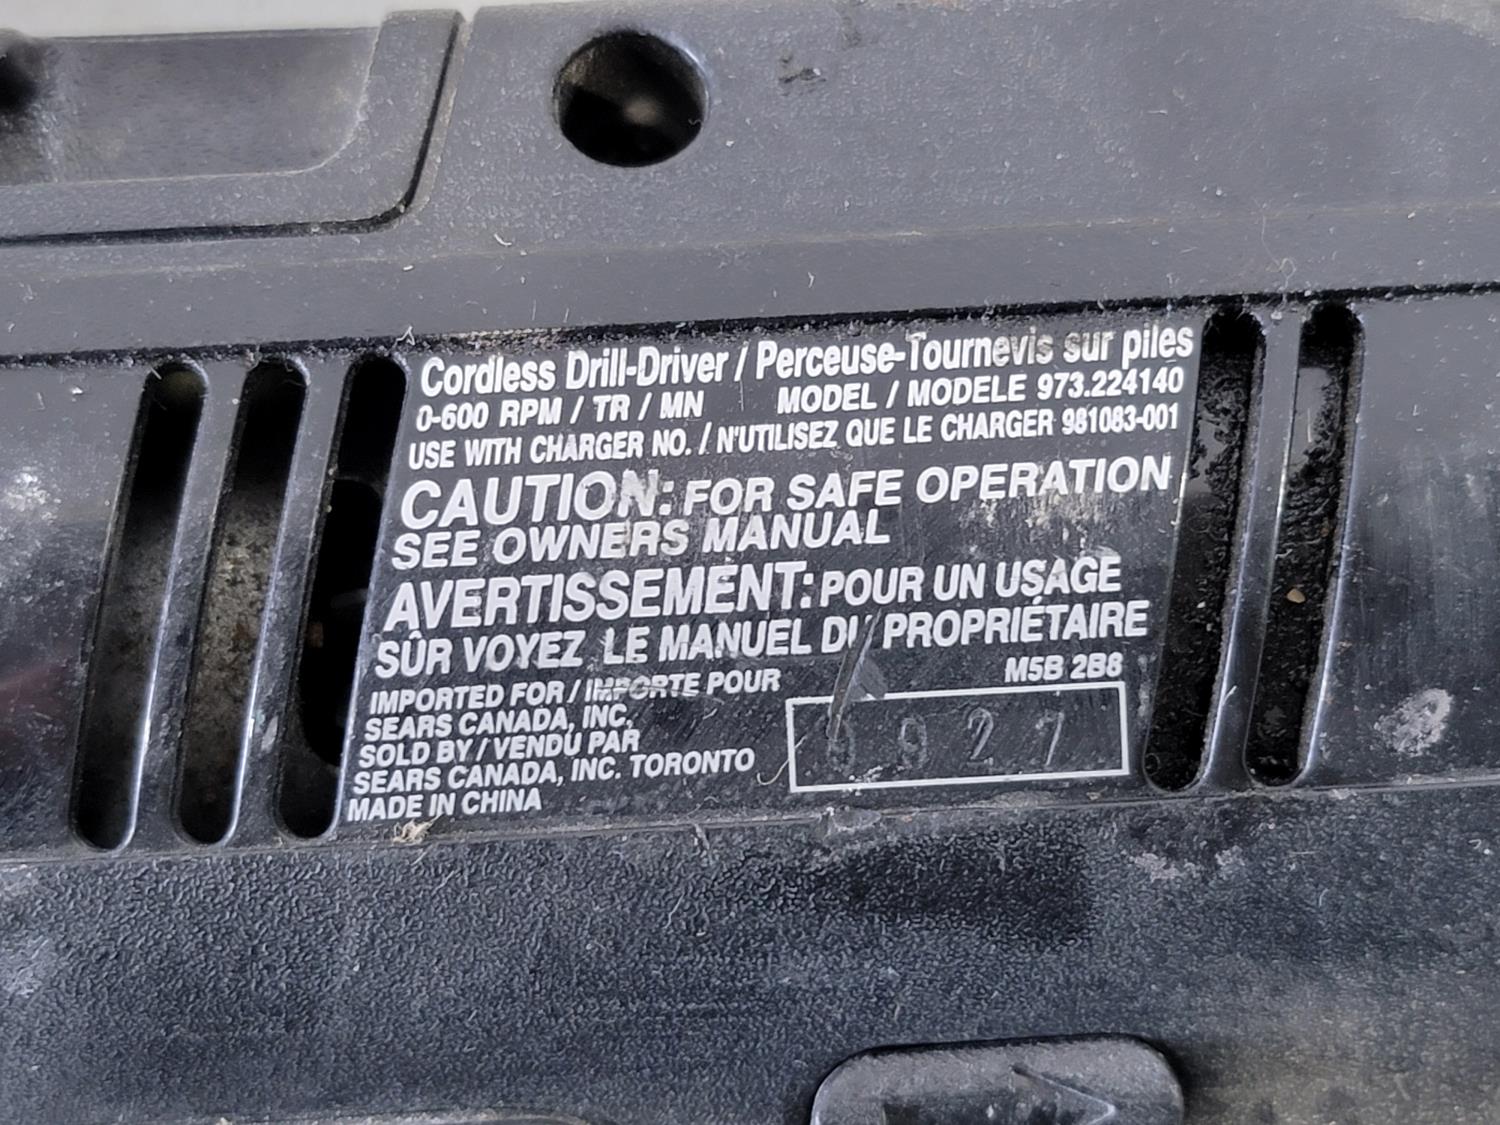 Cordless Drill-Driver / Perceuse-Tournevis sur piles
0-600 RPM / TR / MN MODEL / MODELE 973.224140
USE WITH CHARGER NO. / N'UTILISEZ QUE LE CHARGER 981083-001
CAUTION: FOR SAFE OPERATION
SEE OWNERS MANUAL
AVERTISSEMENT: POUR UN USAGE
SÛR VOYEZ LE MANUEL DU PROPRIÉTAIRE
IMPORTED FOR / IMPORTE POUR M5B 2B8
SEARS CANADA, INC.
SOLD BY / VENDU PAR
SEARS CANADA, INC. TORONTO
MADE IN CHINA